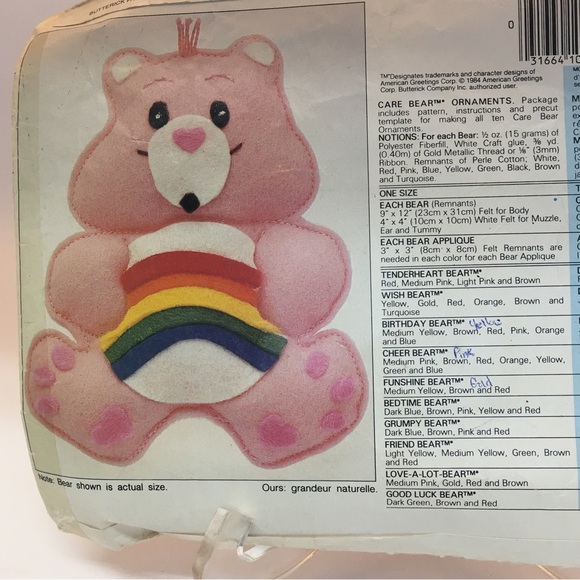 BUTTERICK
0
31664 10
™Designates trademarks and character designs of
American Greetings Corp. © 1984 American
Greetings Corp. Butterick Company Inc. authorized user.
CARE BEAR™* ORNAMENTS. Package
includes pattern, instructions and precut
template for making all ten Care Bear
Ornaments.
NOTIONS: For each Bear: ½ oz. (15 grams) of
Polyester Fiberfill, White Craft glue, ⅜ yd.
(0.40m) of Gold Metallic Thread or ⅛" (3mm)
Ribbon. Remnants of Perle Cotton; White,
Red, Pink, Blue, Yellow, Green, Black, Brown
and Turquoise.
ONE SIZE
EACH BEAR (Remnants)
9" x 12" (23cm x 31cm) Felt for Body
4" x 4" (10cm x 10cm) White Felt for Muzzle,
Ear and Tummy
EACH BEAR APPLIQUE
3" x 3" (8cm x 8cm) Felt Remnants are
needed in each color for each Bear Applique
TENDERHEART BEAR™*
Red, Medium Pink, Light Pink and Brown
WISH BEAR™*
Yellow, Gold, Red, Orange, Brown and
Turquoise
BIRTHDAY BEAR™* Yellow
Medium Yellow, Brown, Red, Pink, Orange
and Blue
CHEER BEAR™* Pink
Medium Pink, Brown, Red, Orange, Yellow,
Green and Blue
FUNSHINE BEAR™* Gold
Medium Yellow, Brown and Red
BEDTIME BEAR™*
Dark Blue, Brown, Pink, Yellow and Red
GRUMPY BEAR™*
Dark Blue, Brown, Pink and Red
FRIEND BEAR™*
Light Yellow, Medium Yellow, Green, Brown
and Red
LOVE-A-LOT-BEAR™*
Medium Pink, Gold, Red and Brown
GOOD LUCK BEAR™*
Dark Green, Brown and Red
Note: Bear shown is actual size.
Ours: grandeur naturelle.